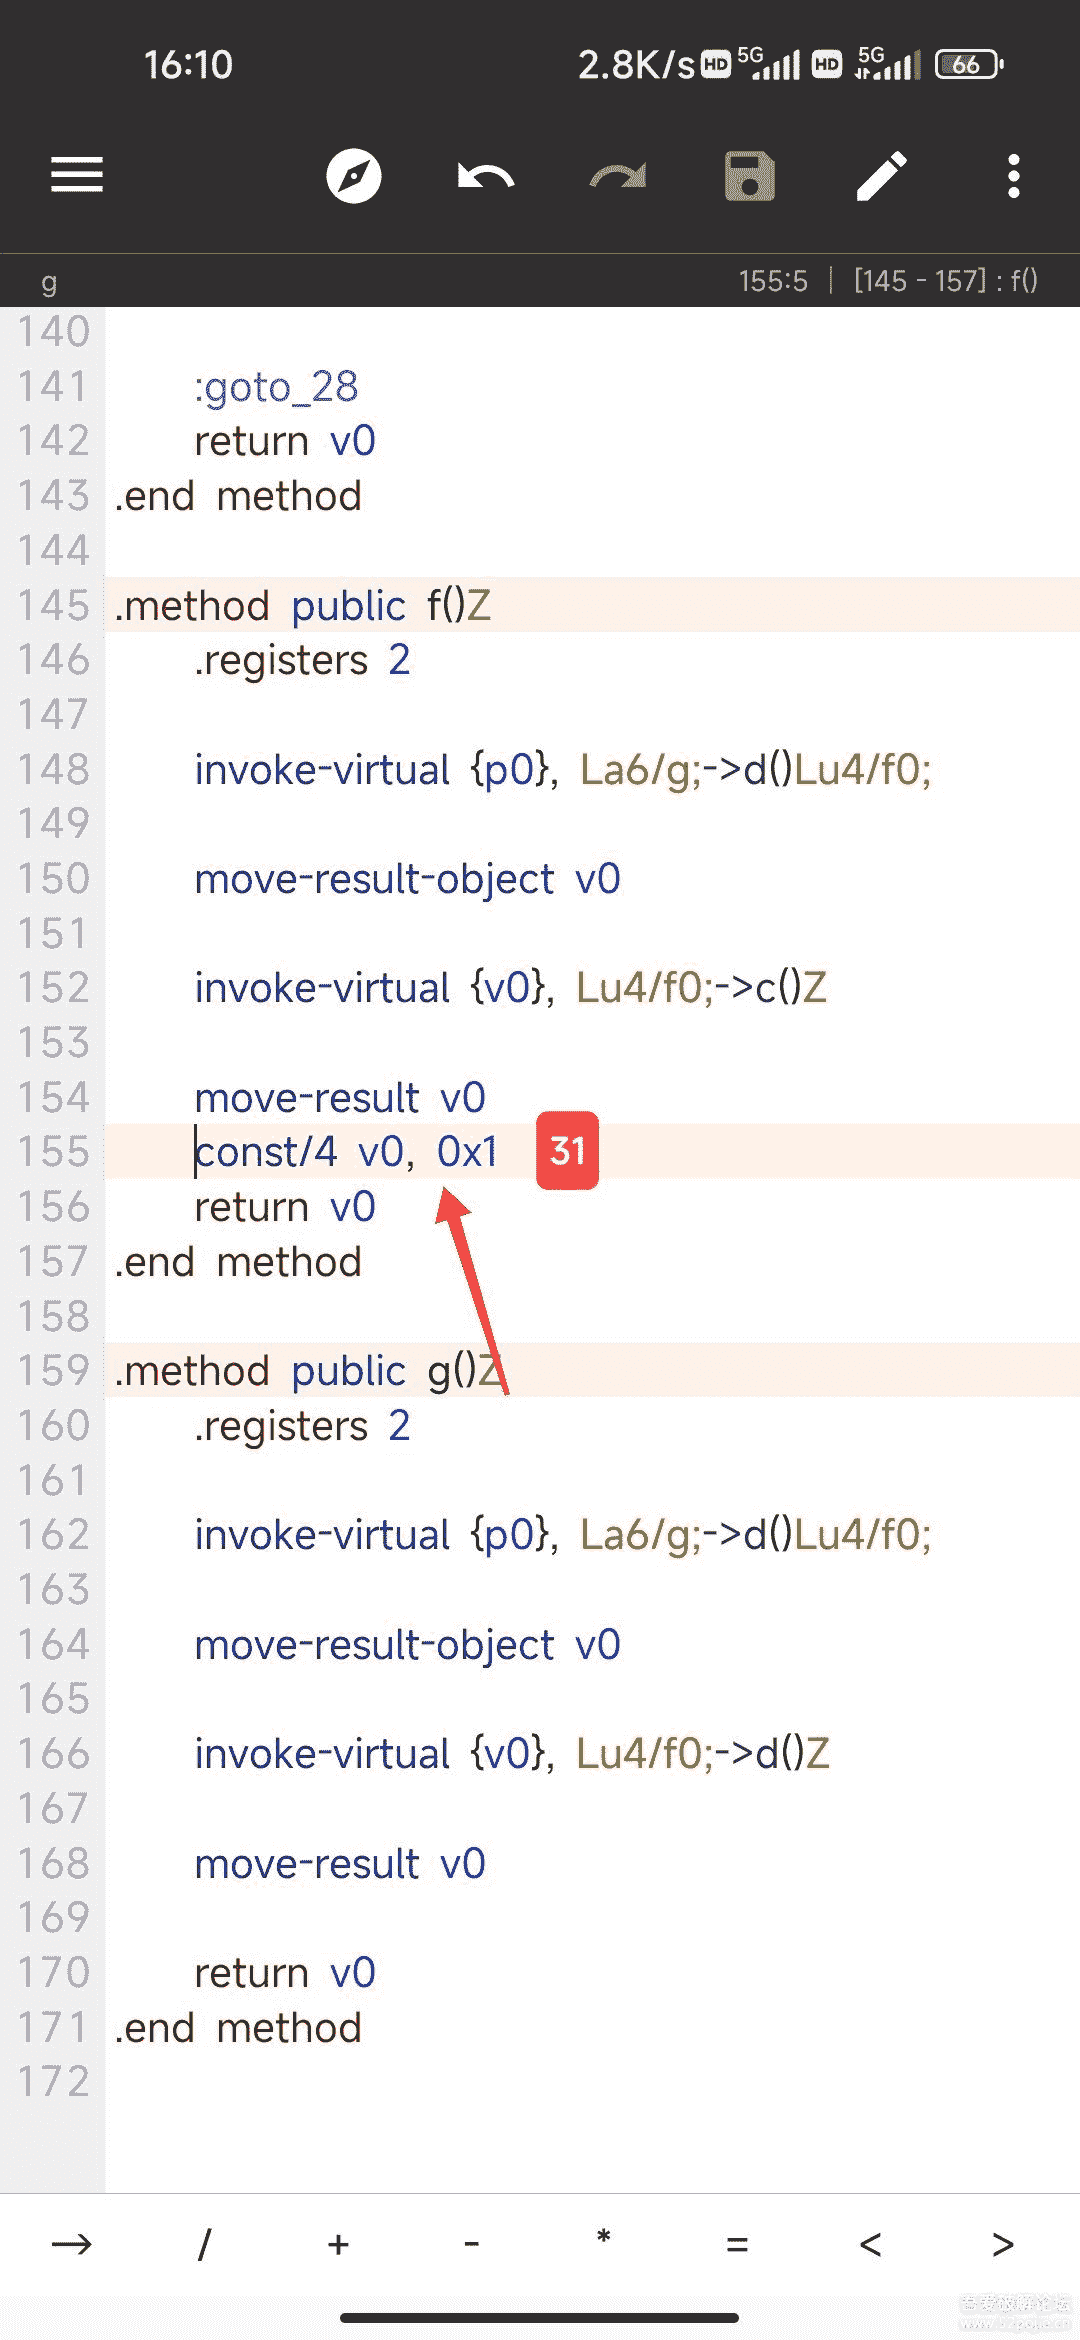 16:10 2.8K/s HD 5G HD 5G 66
g 155:5 | [145 - 157] : f()
140
141 :goto_28
142 return v0
143 .end method
144
145 .method public f()Z
146 .registers 2
147
148 invoke-virtual {p0}, La6/g;->d()Lu4/f0;
149
150 move-result-object v0
151
152 invoke-virtual {v0}, Lu4/f0;->c()Z
153
154 move-result v0
155 const/4 v0, 0x1 31
156 return v0
157 .end method
158
159 .method public g()Z
160 .registers 2
161
162 invoke-virtual {p0}, La6/g;->d()Lu4/f0;
163
164 move-result-object v0
165
166 invoke-virtual {v0}, Lu4/f0;->d()Z
167
168 move-result v0
169
170 return v0
171 .end method
172
→ / + - * = < >